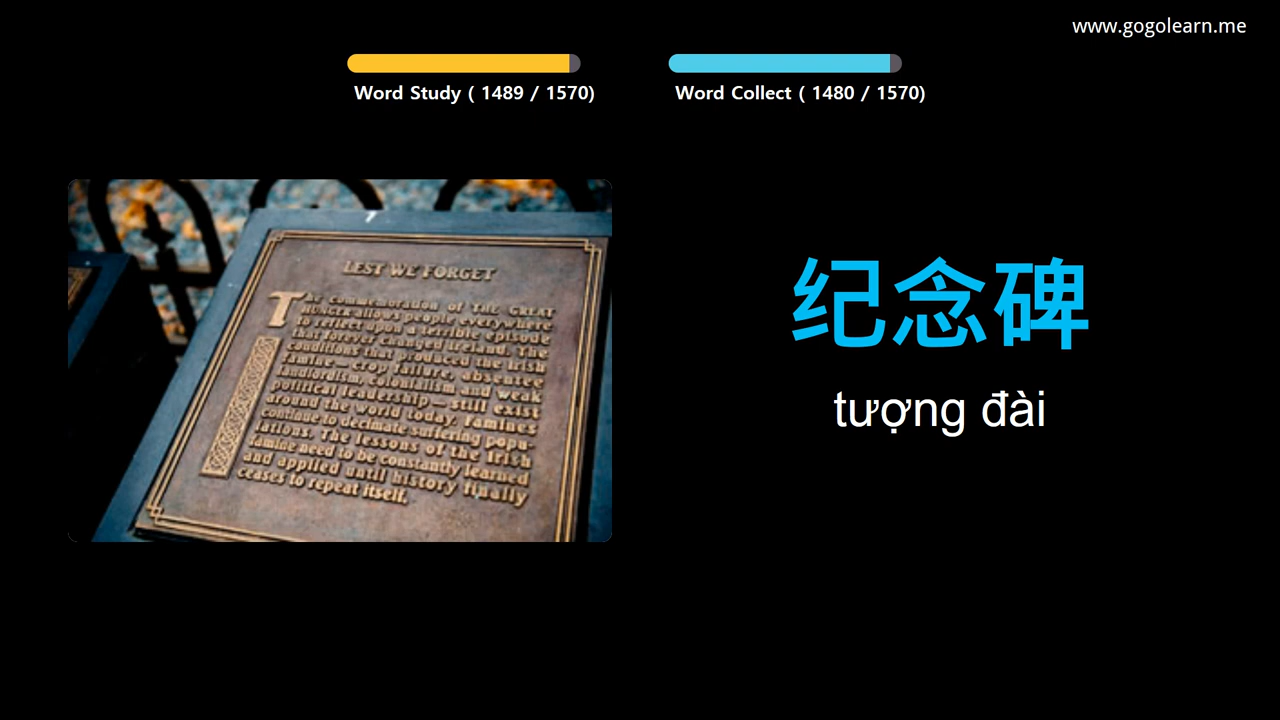 www.gogolearn.me
Word Study ( 1489 / 1570)
Word Collect ( 1480 / 1570)
LEST WE FORGET
The commemoration of THE GREAT
HUNGER allows people everywhere
to reflect upon a terrible episode
that forever changed Ireland. The
conditions that produced the Irish
famine—crop failure, absentee
landlordism, colonialism and weak
political leadership—still exist
around the world today. Famines
continue to decimate suffering popu-
lations. The lessons of the Irish
famine need to be constantly learned
and applied until history finally
ceases to repeat itself.
纪念碑
tượng đài